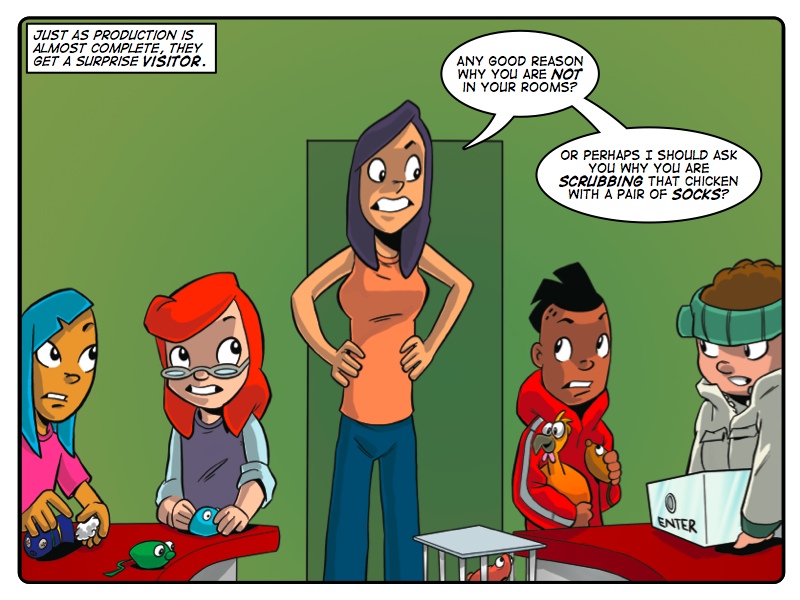 JUST AS PRODUCTION IS
ALMOST COMPLETE, THEY
GET A SURPRISE VISITOR.
ANY GOOD REASON
WHY YOU ARE NOT
IN YOUR ROOMS?
OR PERHAPS I SHOULD ASK
YOU WHY YOU ARE
SCRUBBING THAT CHICKEN
WITH A PAIR OF SOCKS?
ENTER